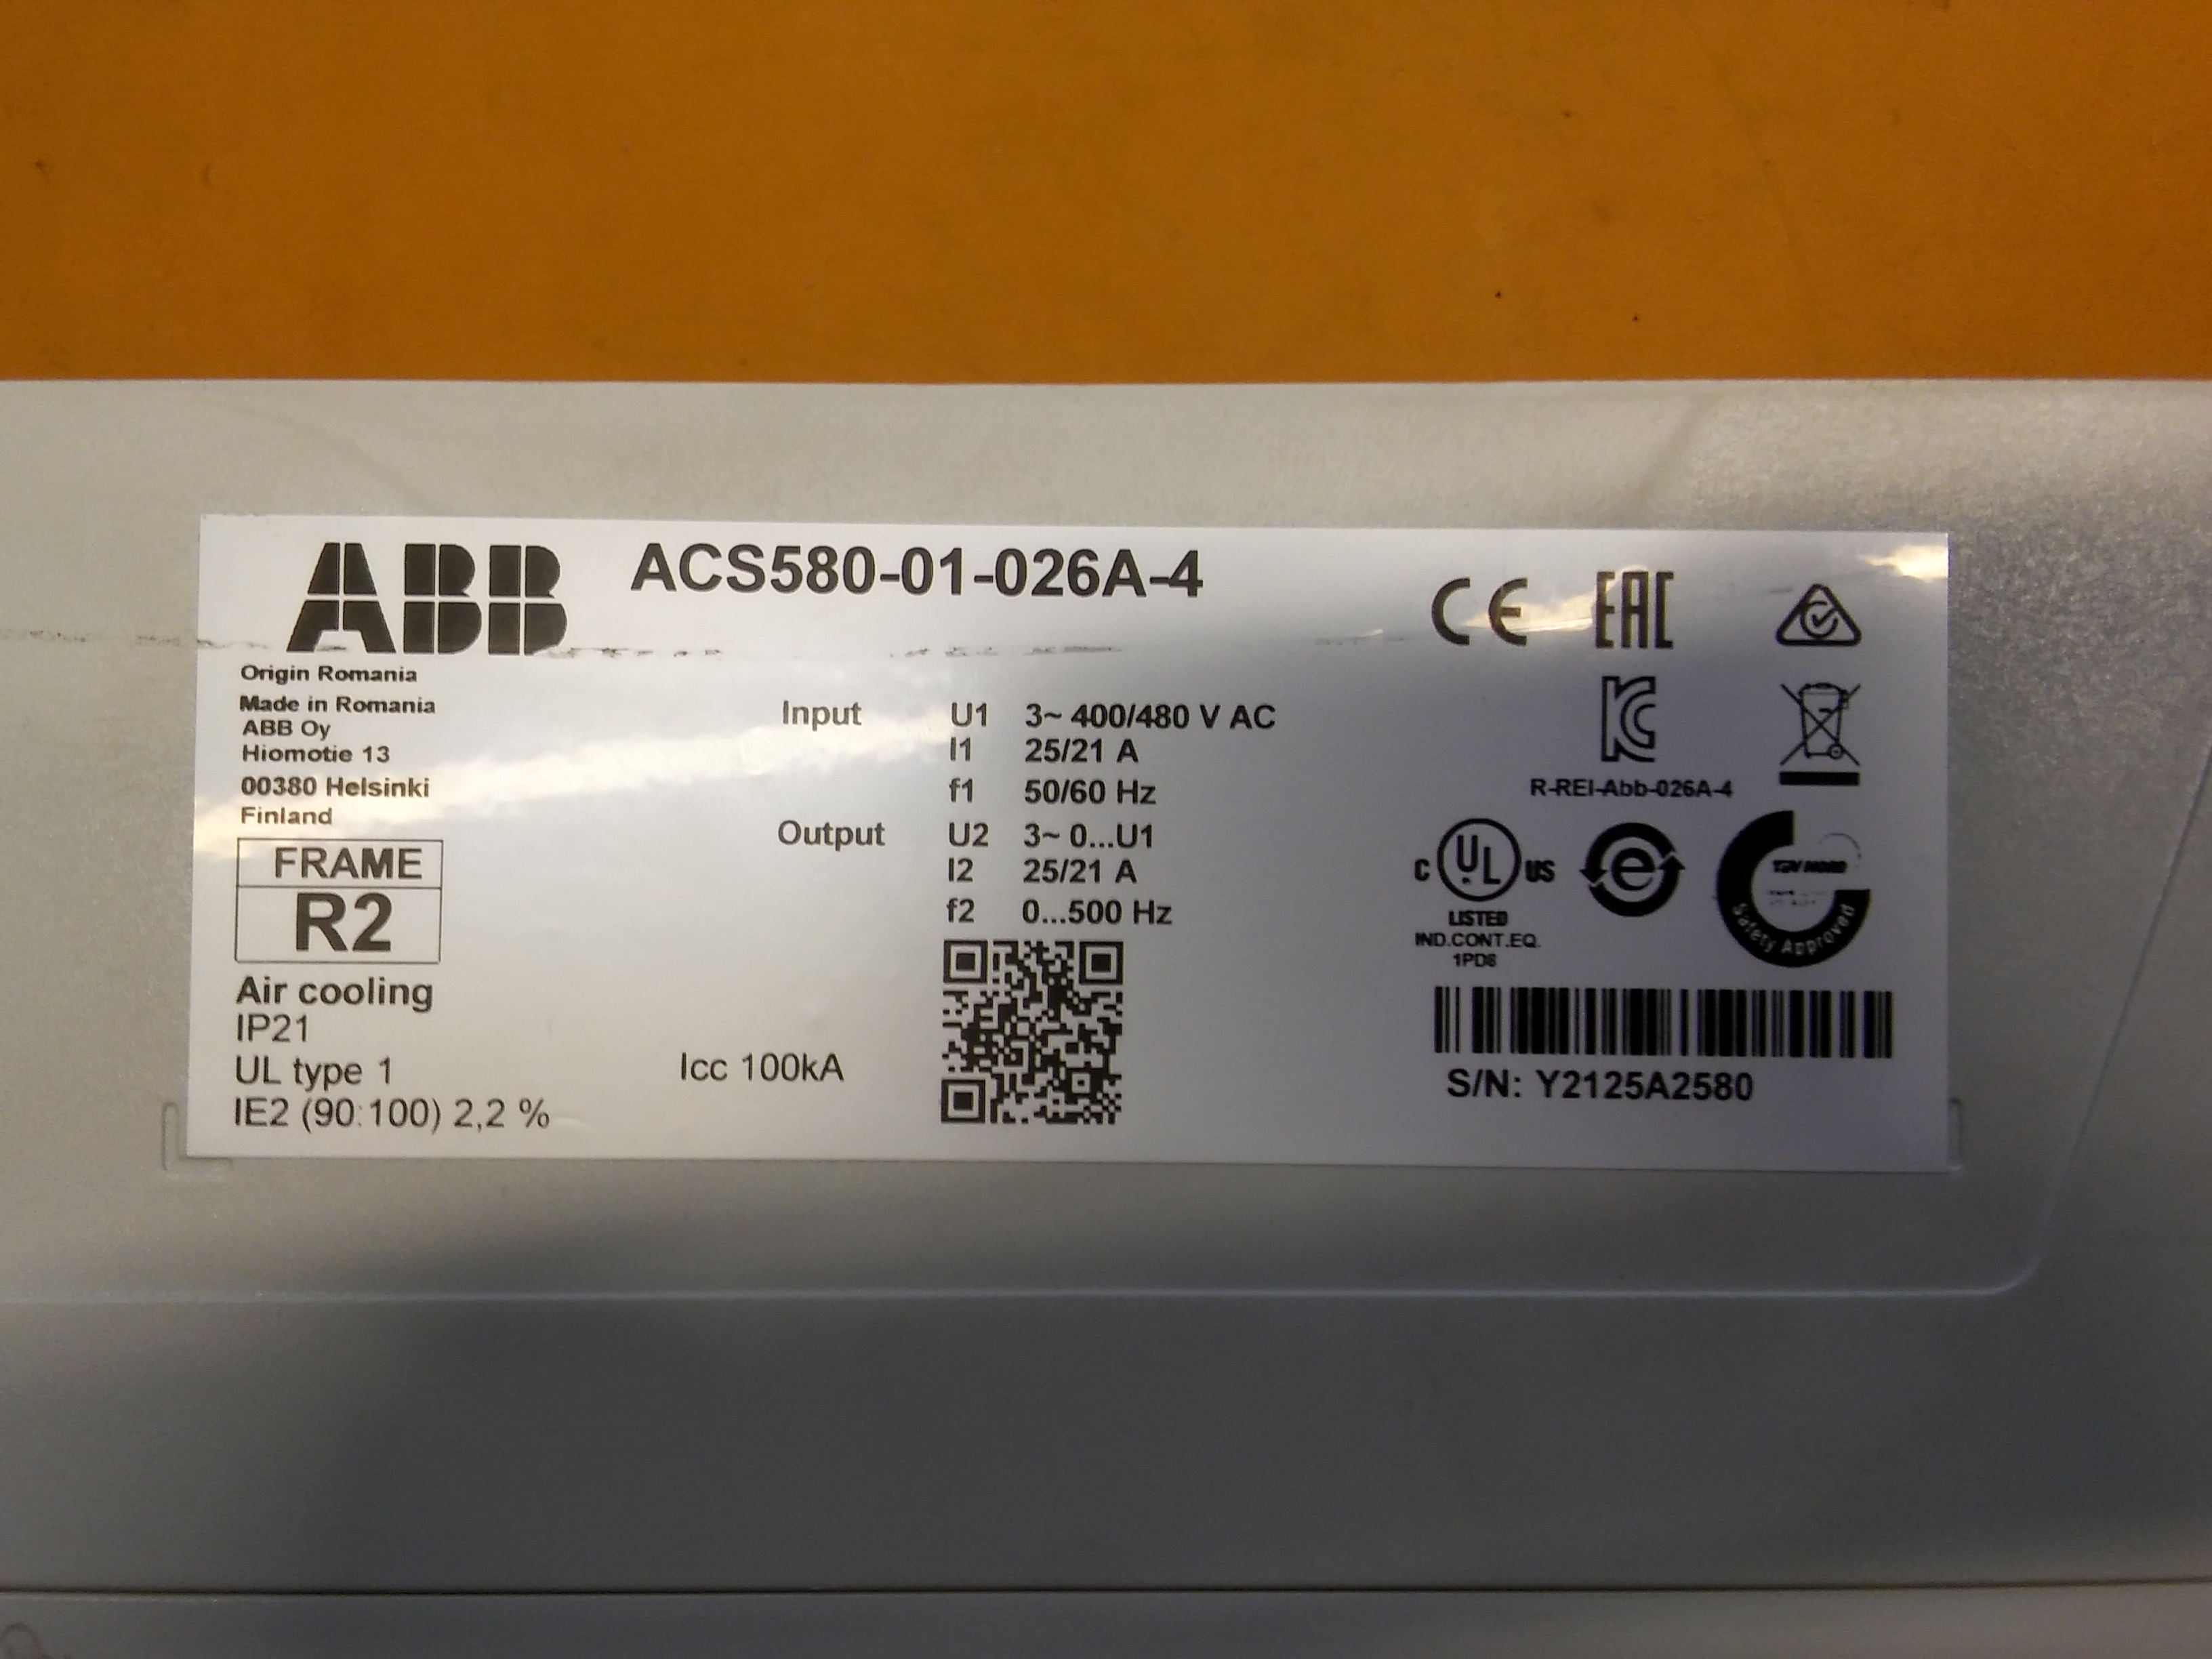 ABB
ACS580-01-026A-4
Origin Romania
Made in Romania
ABB Oy
Hiomotie 13
00380 Helsinki
Finland
FRAME
R2
Air cooling
IP21
UL type 1
IE2 (90:100) 2,2 %
Input U1 3~ 400/480 V AC
I1 25/21 A
f1 50/60 Hz
Output U2 3~ 0...U1
I2 25/21 A
f2 0...500 Hz
Icc 100kA
CE EAC
R-REI-Abb-026A-4
C UL US
LISTED
IND.CONT.EQ.
1PD8
e
TÜV NORD
Safety Approved
S/N: Y2125A2580